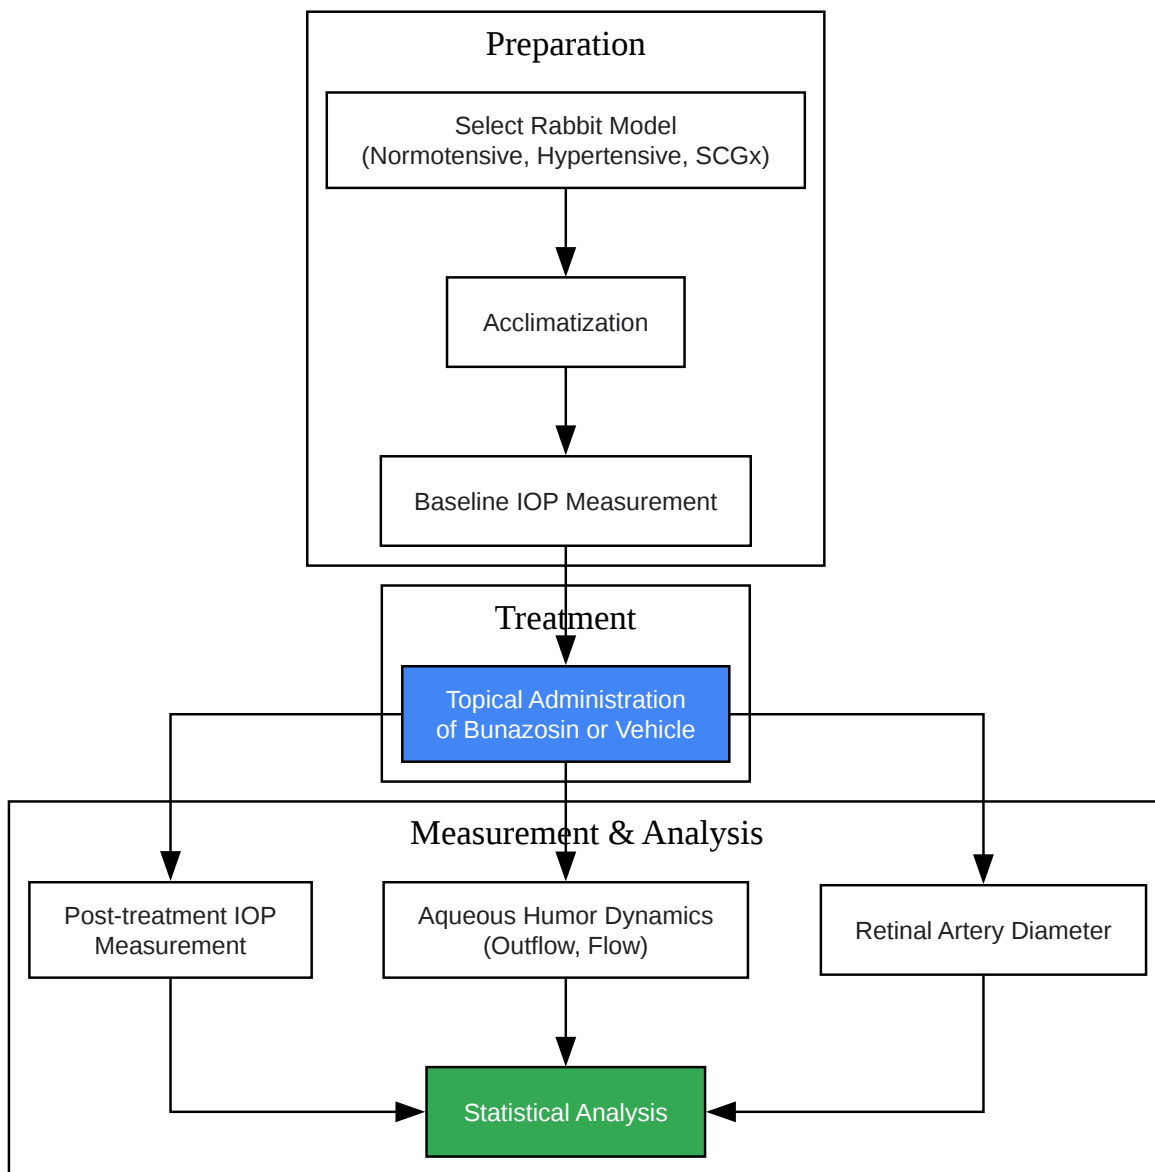 Preparation
Select Rabbit Model
(Normotensive, Hypertensive, SCGx)
Acclimatization
Baseline IOP Measurement
Treatment
Topical Administration
of Bunazosin or Vehicle
Measurement & Analysis
Post-treatment IOP
Measurement
Aqueous Humor Dynamics
(Outflow, Flow)
Retinal Artery Diameter
Statistical Analysis